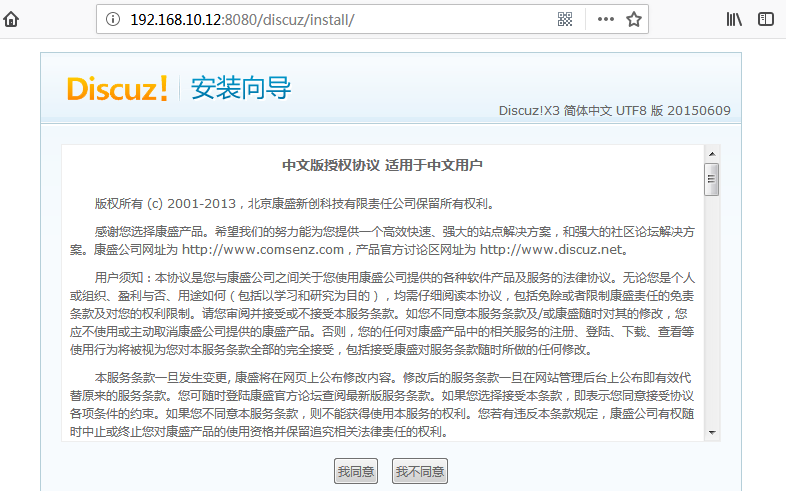 192.168.10.12:8080/discuz/install/
Discuz! 安装向导
Discuz!X3 简体中文 UTF8 版 20150609
中文版授权协议 适用于中文用户
版权所有 (c) 2001-2013，北京康盛新创科技有限责任公司保留所有权利。
感谢您选择康盛产品。希望我们的努力能为您提供一个高效快速、强大的站点解决方案，和强大的社区论坛解决方
案。康盛公司网址为 http://www.comsenz.com，产品官方讨论区网址为 http://www.discuz.net。
用户须知：本协议是您与康盛公司之间关于您使用康盛公司提供的各种软件产品及服务的法律协议。无论您是个人
或组织、盈利与否、用途如何（包括以学习和研究为目的），均需仔细阅读本协议，包括免除或者限制康盛责任的免责
条款及对您的权利限制。请您审阅并接受或不接受本服务条款。如您不同意本服务条款及/或康盛随时对其的修改，您
应不使用或主动取消康盛公司提供的康盛产品。否则，您的任何对康盛产品中的相关服务的注册、登陆、下载、查看等
使用行为将被视为您对本服务条款全部的完全接受，包括接受康盛对服务条款随时所做的任何修改。
本服务条款一旦发生变更, 康盛将在网页上公布修改内容。修改后的服务条款一旦在网站管理后台上公布即有效代
替原来的服务条款。您可随时登陆康盛官方论坛查阅最新版服务条款。如果您选择接受本条款，即表示您同意接受协议
各项条件的约束。如果您不同意本服务条款，则不能获得使用本服务的权利。您若有违反本条款规定，康盛公司有权随
时中止或终止您对康盛产品的使用资格并保留追究相关法律责任的权利。
我同意 我不同意